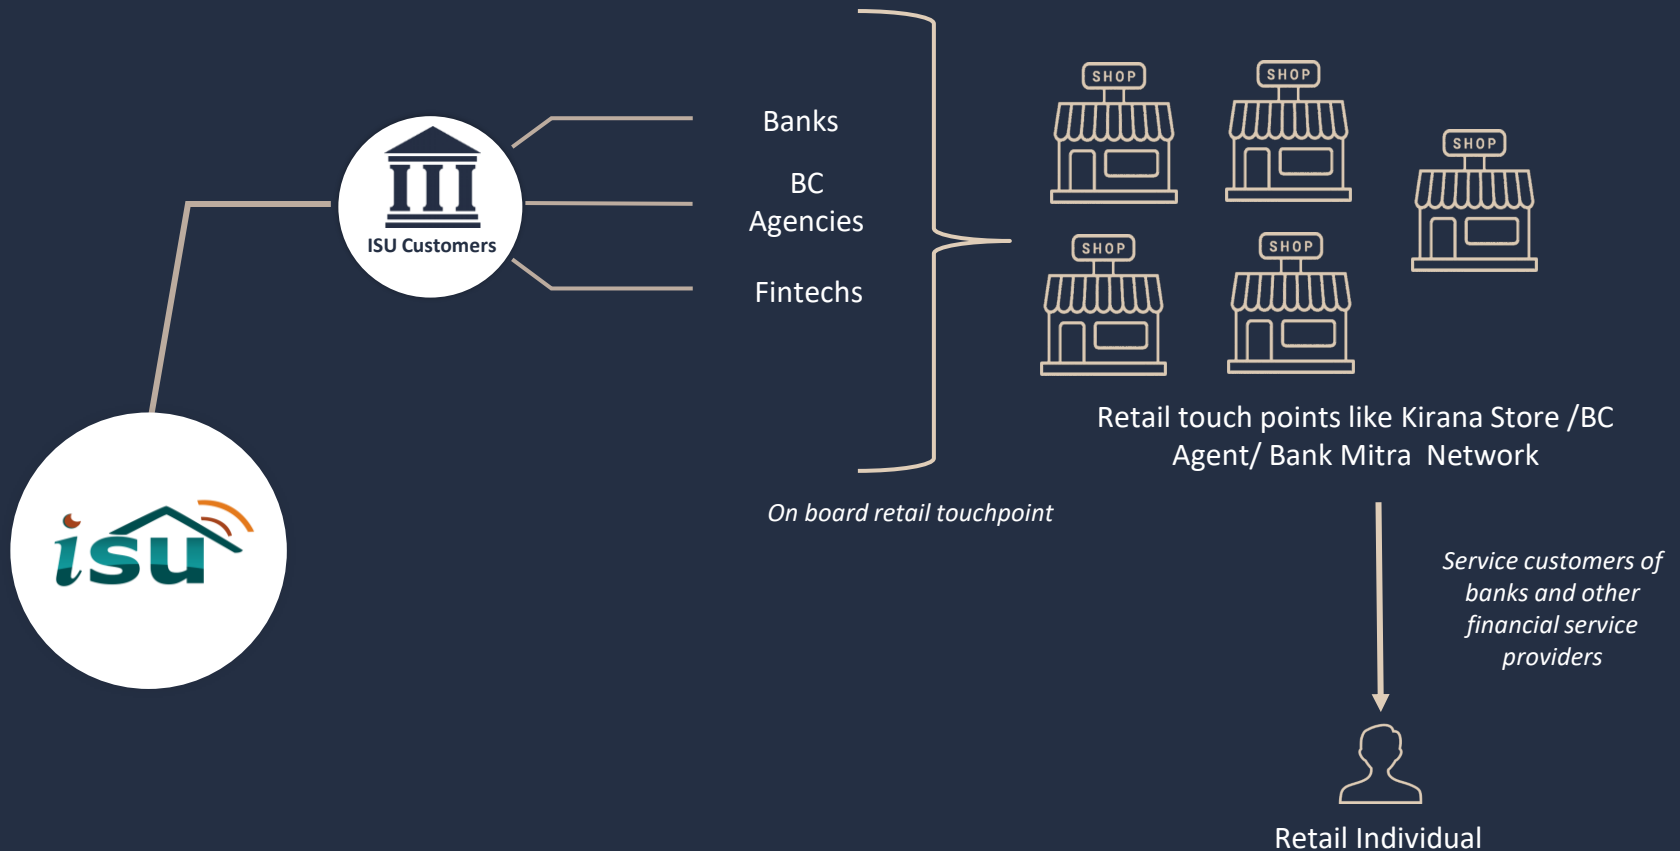 isu
ISU Customers
Banks
BC
Agencies
Fintechs
On board retail touchpoint
SHOP
SHOP
SHOP
SHOP
SHOP
Retail touch points like Kirana Store /BC
Agent/ Bank Mitra Network
Service customers of
banks and other
financial service
providers
Retail Individual